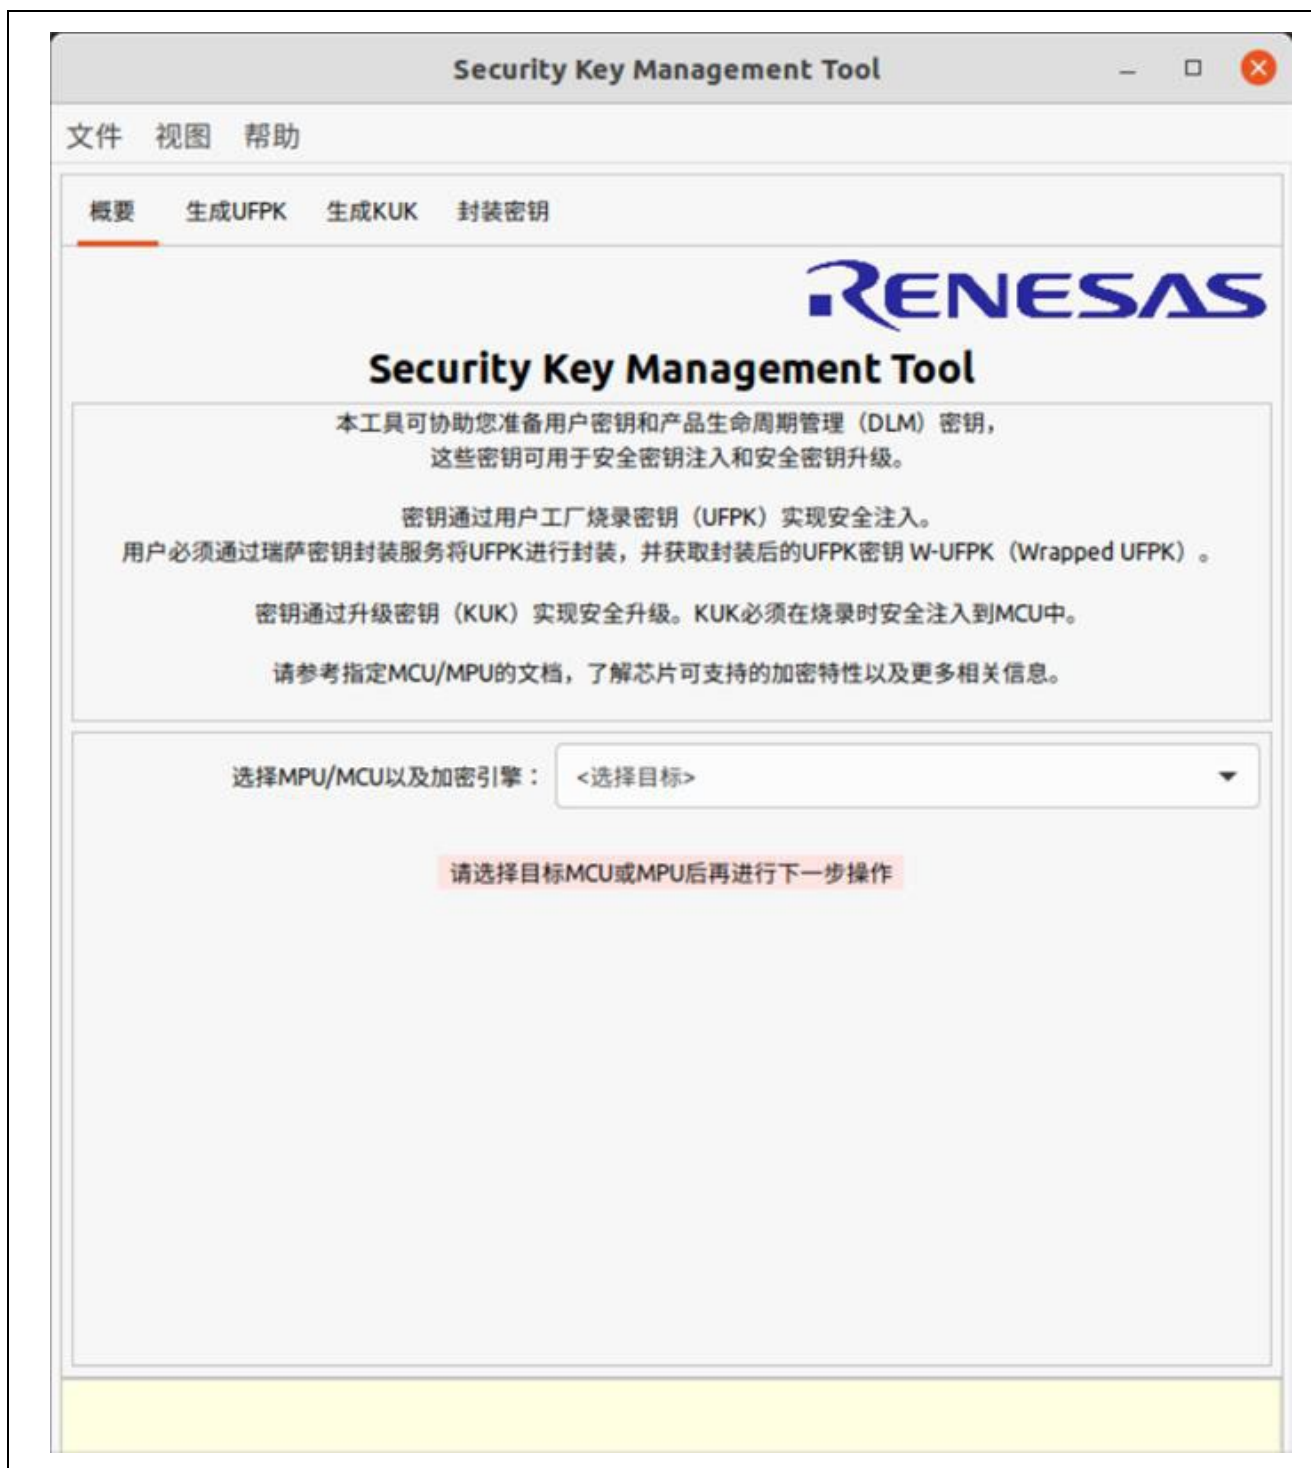 Security Key Management Tool
文件 视图 帮助
概要 生成UFPK 生成KUK 封装密钥
RENESAS
Security Key Management Tool
本工具可协助您准备用户密钥和产品生命周期管理（DLM）密钥，
这些密钥可用于安全密钥注入和安全密钥升级。
密钥通过用户工厂烧录密钥（UFPK）实现安全注入。
用户必须通过瑞萨密钥封装服务将UFPK进行封装，并获取封装后的UFPK密钥 W-UFPK（Wrapped UFPK）。
密钥通过升级密钥（KUK）实现安全升级。KUK必须在烧录时安全注入到MCU中。
请参考指定MCU/MPU的文档，了解芯片可支持的加密特性以及更多相关信息。
选择MPU/MCU以及加密引擎： <选择目标>
请选择目标MCU或MPU后再进行下一步操作